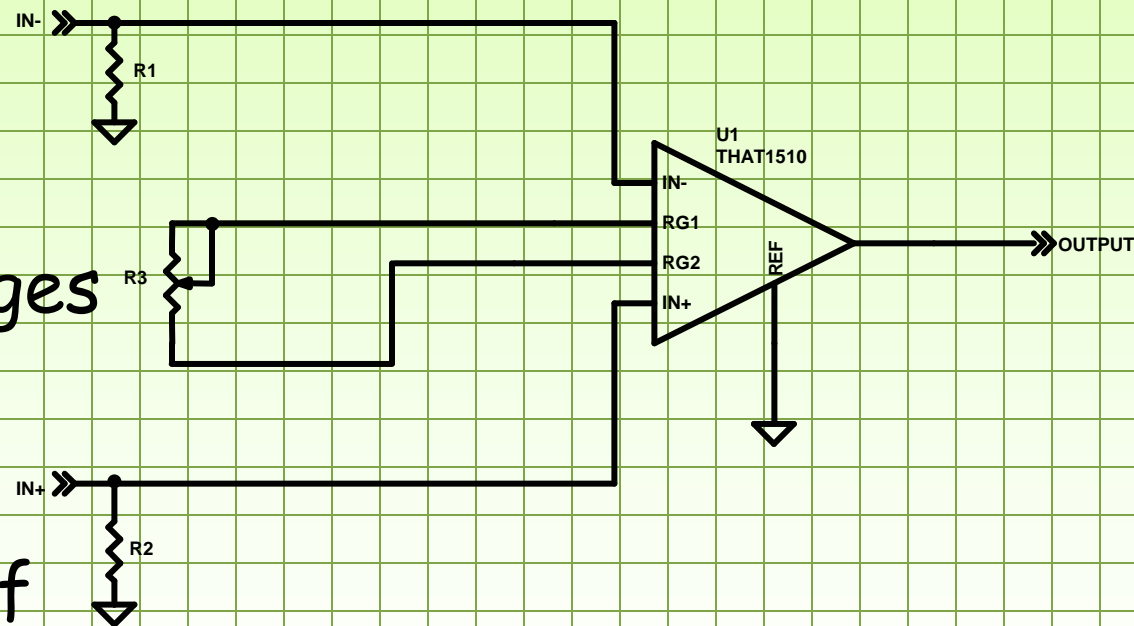 IN-
R1
U1
THAT1510
IN-
RG1
RG2
IN+
REF
OUTPUT
R3
IN+
R2